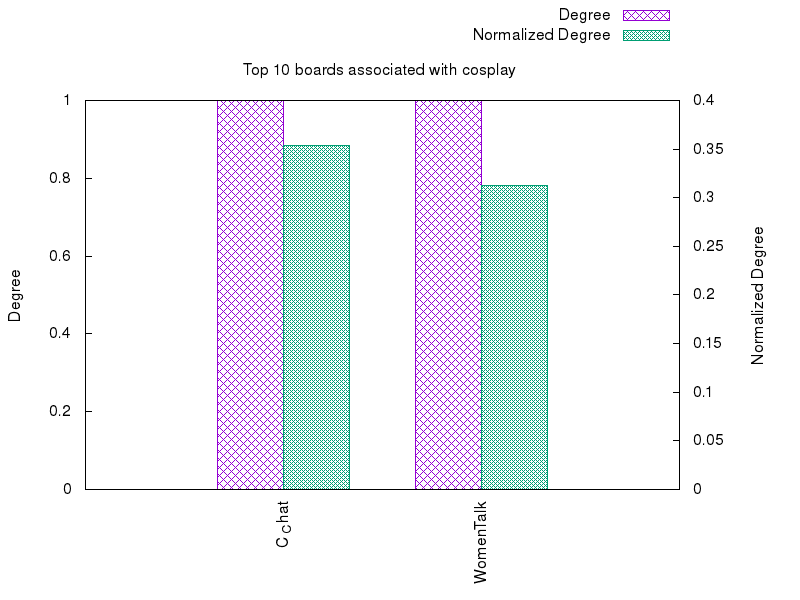 Degree
Normalized Degree
Top 10 boards associated with cosplay
1
0.8
0.6
0.4
0.2
0
0.4
0.35
0.3
0.25
0.2
0.15
0.1
0.05
0
Degree
Normalized Degree
C Chat
WomenTalk